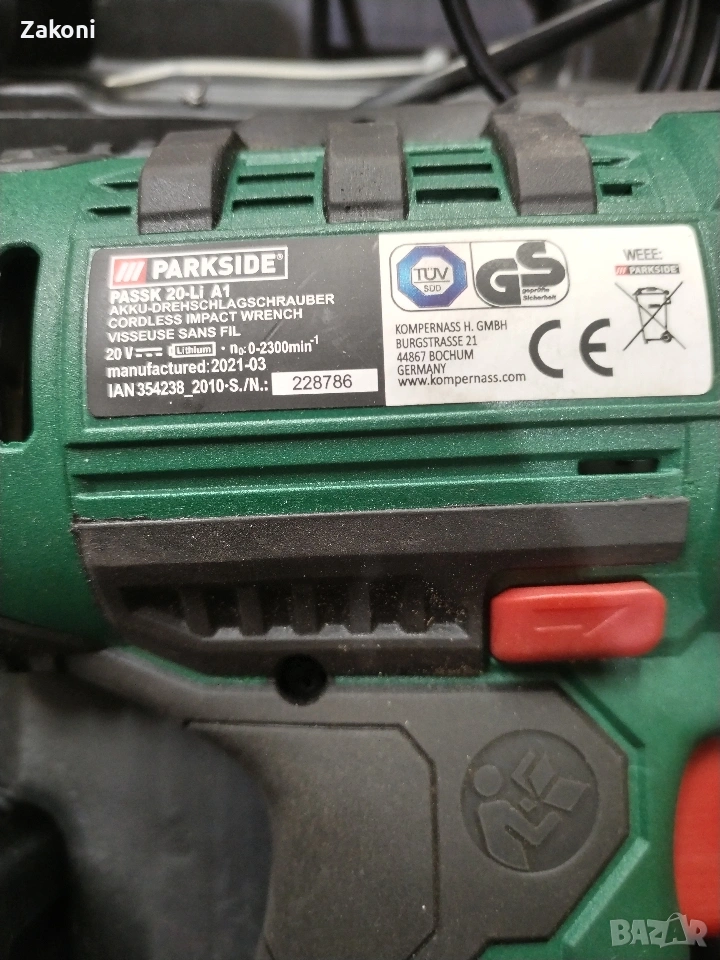 Zakoni
PARKSIDE®
PASSK 20-Li A1
AKKU-DREHSCHLAGSCHRAUBER
CORDLESS IMPACT WRENCH
VISSEUSE SANS FIL
20 V Lithium • n₀: 0-2300min⁻¹
manufactured: 2021-03
IAN 354238_2010 • S./N.: 228786
TÜV
SÜD
GS
geprüfte
Sicherheit
KOMPERNASS H. GMBH
BURGSTRASSE 21
44867 BOCHUM
GERMANY
www.kompernass.com
CE
WEEE:
PARKSIDE
BAZAR